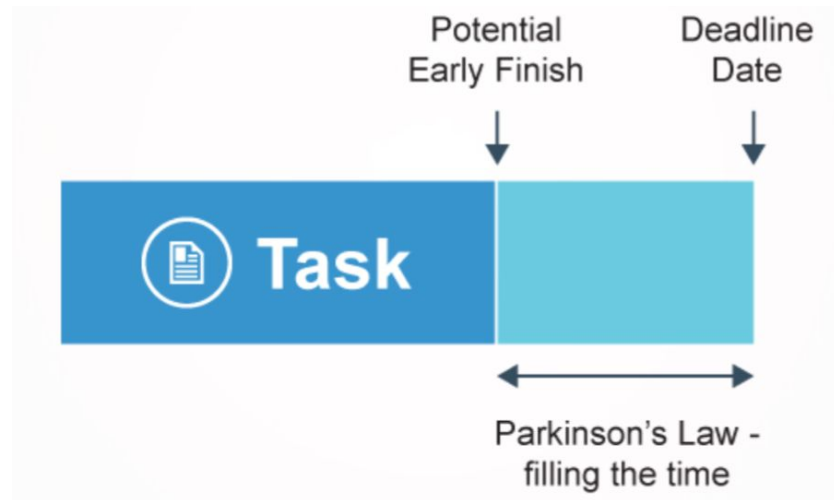 Potential
Early Finish
Deadline
Date
Task
Parkinson's Law -
filling the time